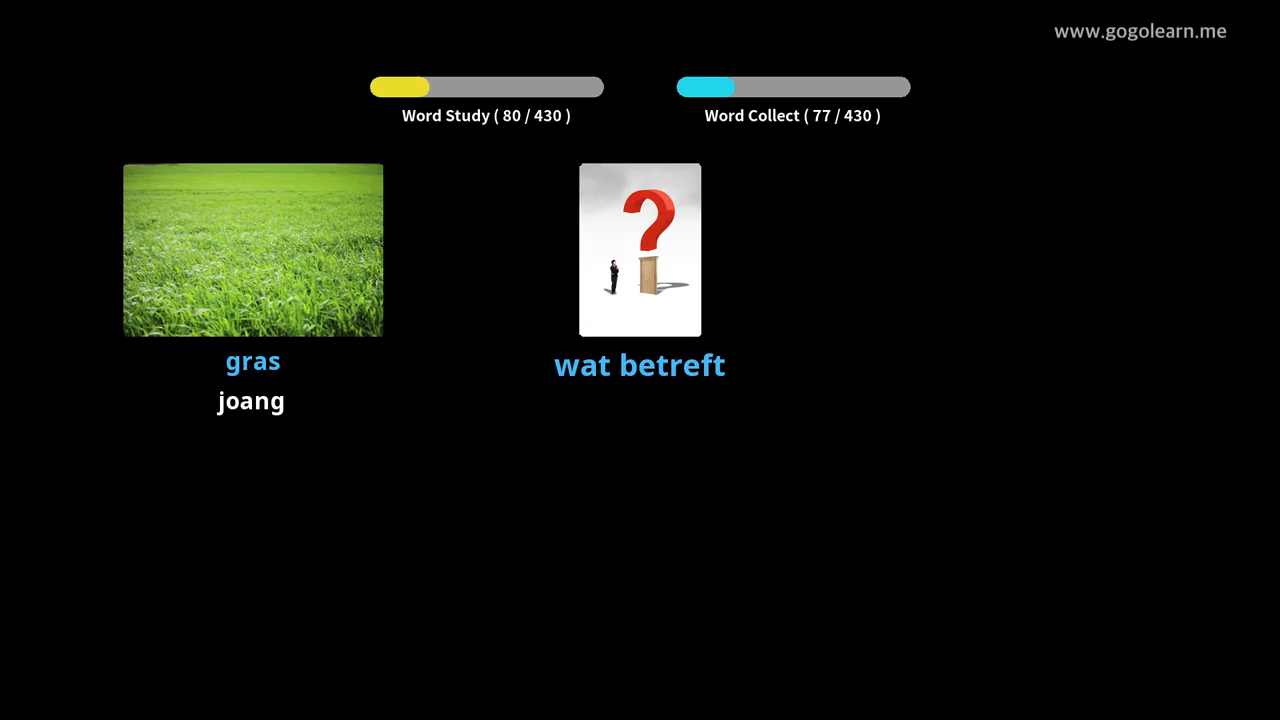 www.gogolearn.me
Word Study ( 80 / 430 )
Word Collect ( 77 / 430 )
gras
joang
wat betreft